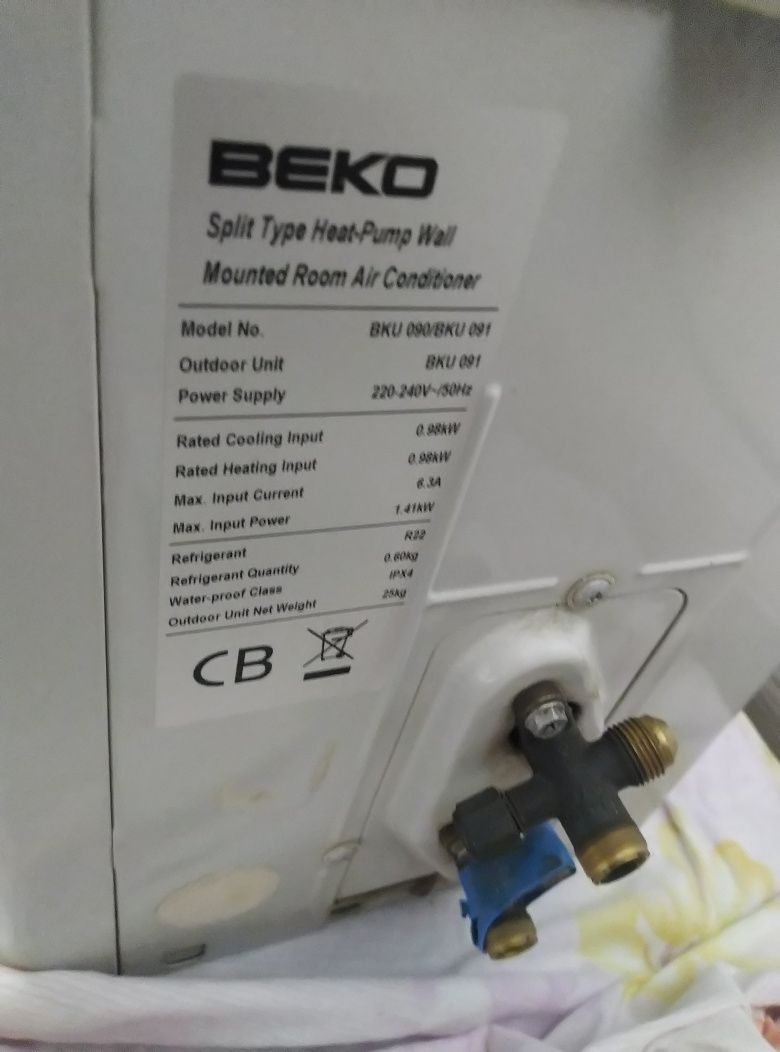 BEKO
Split Type Heat-Pump Wall
Mounted Room Air Conditioner
Model No. BKU 090/BKU 091
Outdoor Unit BKU 091
Power Supply 220-240V~/50Hz
Rated Cooling Input 0.98kW
Rated Heating Input 0.98kW
Max. Input Current 6.3A
Max. Input Power 1.41kW
Refrigerant R22
Refrigerant Quantity 0.60kg
Water-proof Class IPX4
Outdoor Unit Net Weight 25kg
CB